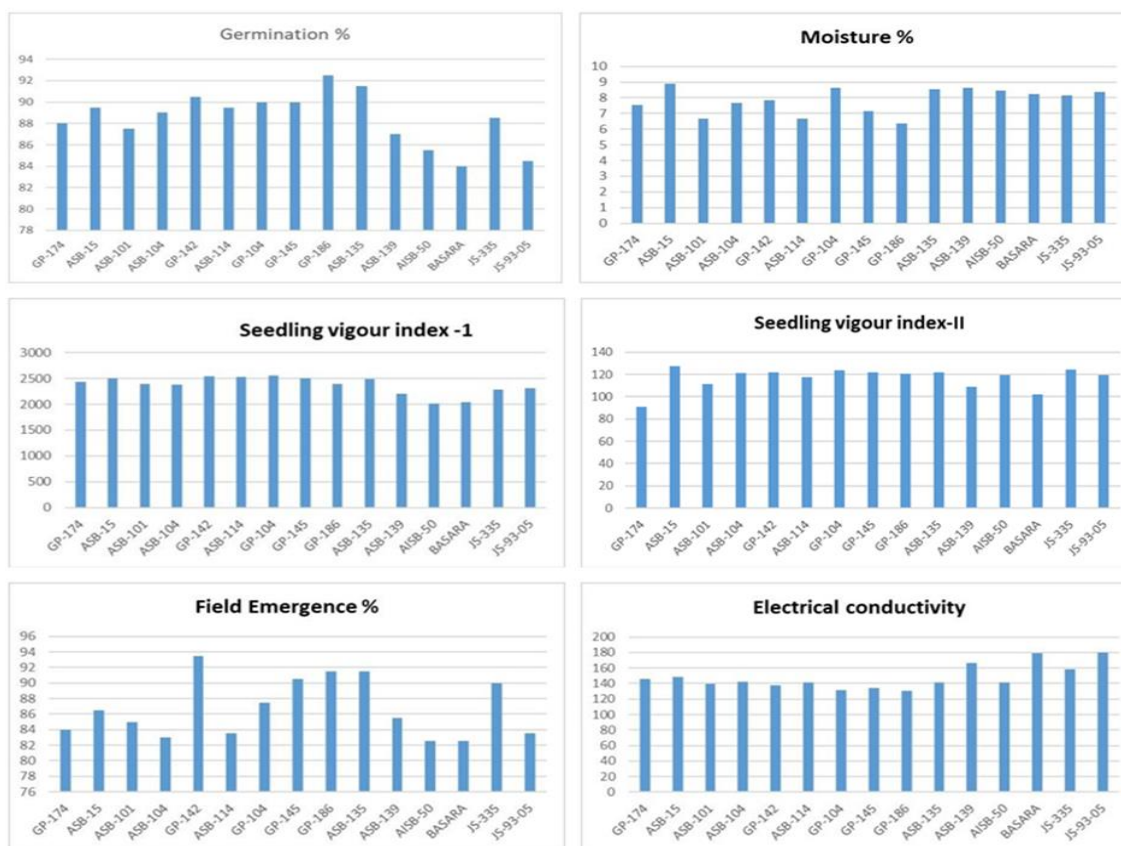 Germination %
94
92
90
88
86
84
82
80
78
GP-174
ASB-15
ASB-101
ASB-104
GP-142
ASB-114
GP-104
GP-145
GP-186
ASB-135
ASB-139
AISB-50
BASARA
JS-335
JS-93-05
Moisture %
10
9
8
7
6
5
4
3
2
1
0
GP-174
ASB-15
ASB-101
ASB-104
GP-142
ASB-114
GP-104
GP-145
GP-186
ASB-135
ASB-139
AISB-50
BASARA
JS-335
JS-93-05
Seedling vigour index -1
3000
2500
2000
1500
1000
500
0
GP-174
ASB-15
ASB-101
ASB-104
GP-142
ASB-114
GP-104
GP-145
GP-186
ASB-135
ASB-139
AISB-50
BASARA
JS-335
JS-93-05
Seedling vigour index-II
140
120
100
80
60
40
20
0
GP-174
ASB-15
ASB-101
ASB-104
GP-142
ASB-114
GP-104
GP-145
GP-186
ASB-135
ASB-139
AISB-50
BASARA
JS-335
JS-93-05
Field Emergence %
96
94
92
90
88
86
84
82
80
78
76
GP-174
ASB-15
ASB-101
ASB-104
GP-142
ASB-114
GP-104
GP-145
GP-186
ASB-135
ASB-139
AISB-50
BASARA
JS-335
JS-93-05
Electrical conductivity
200
180
160
140
120
100
80
60
40
20
0
GP-174
ASB-15
ASB-101
ASB-104
GP-142
ASB-114
GP-104
GP-145
GP-186
ASB-135
ASB-139
AISB-50
BASARA
JS-335
JS-93-05